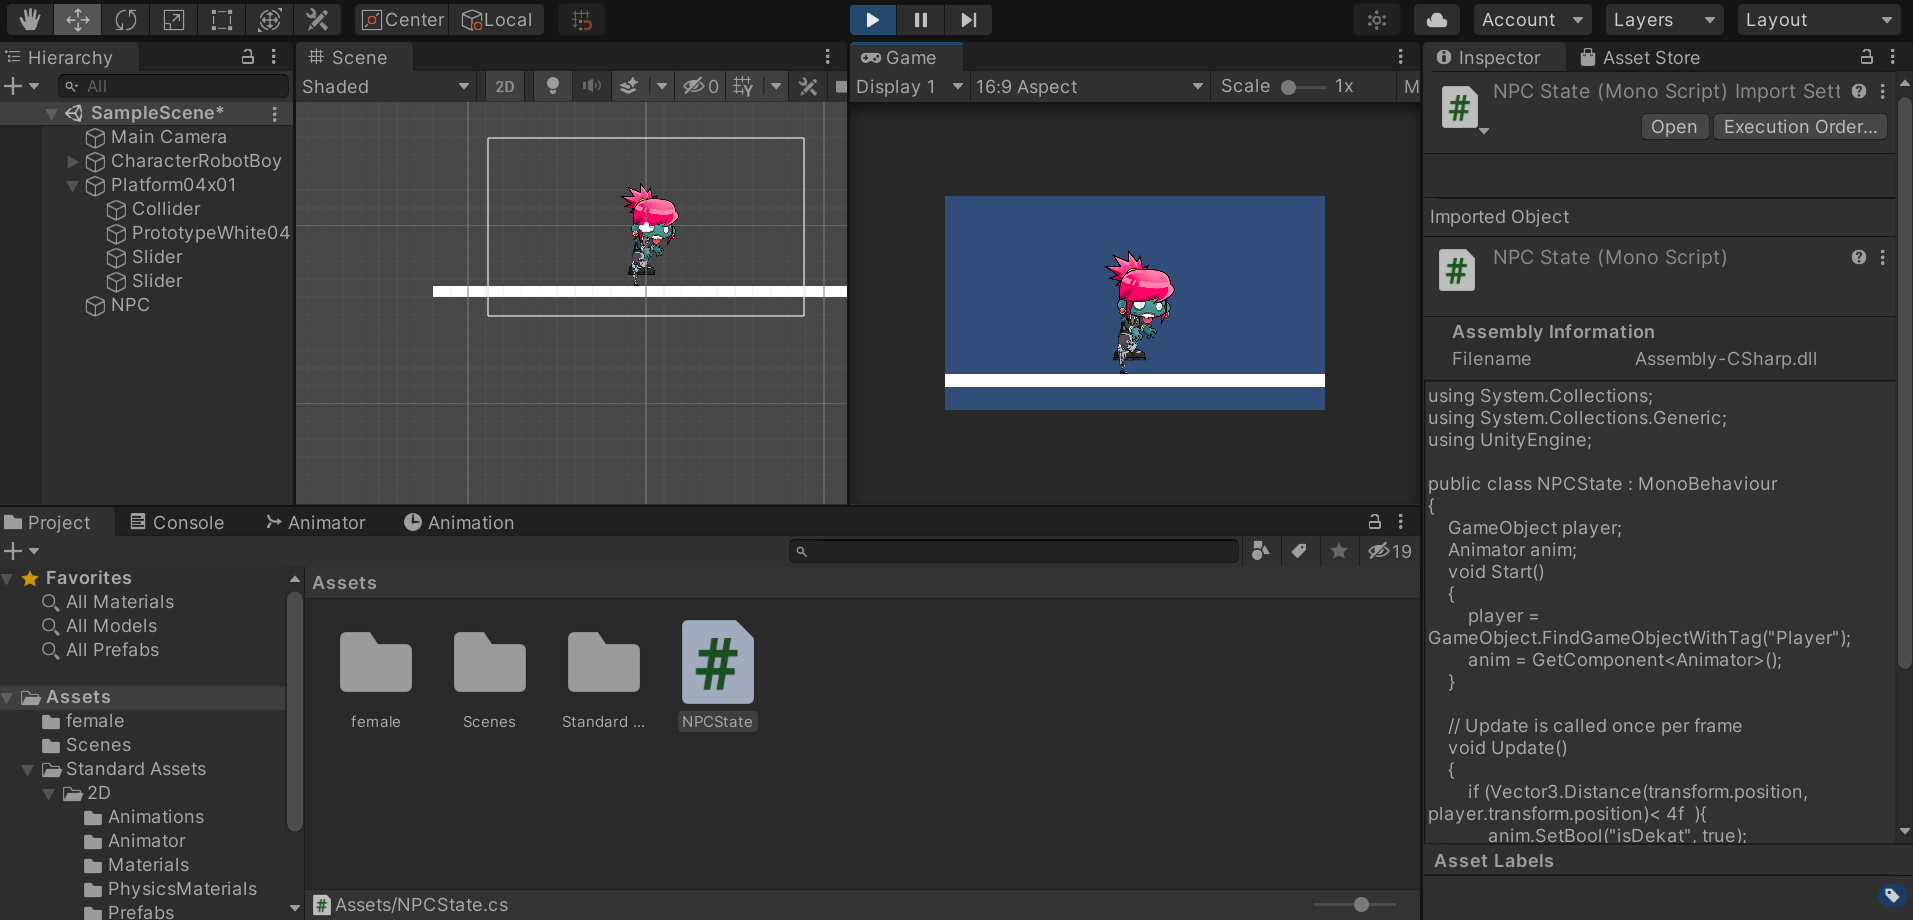 Center
Local
Account
Layers
Layout
Hierarchy
All
SampleScene*
Main Camera
CharacterRobotBoy
Platform04x01
Collider
PrototypeWhite04
Slider
Slider
NPC
Scene
Shaded
2D
0
Game
Display 1
16:9 Aspect
Scale
1x
M
Inspector
Asset Store
NPC State (Mono Script) Import Sett
Open
Execution Order...
Imported Object
NPC State (Mono Script)
Assembly Information
Filename
Assembly-CSharp.dll
using System.Collections;
using System.Collections.Generic;
using UnityEngine;
public class NPCState : MonoBehaviour
{
GameObject player;
Animator anim;
void Start()
{
player =
GameObject.FindGameObjectWithTag("Player");
anim = GetComponent<Animator>();
}
// Update is called once per frame
void Update()
{
if (Vector3.Distance(transform.position,
player.transform.position)< 4f  ){
anim.SetBool("isDekat", true);
Asset Labels
Project
Console
Animator
Animation
19
Favorites
All Materials
All Models
All Prefabs
Assets
female
Scenes
Standard Assets
2D
Animations
Animator
Materials
PhysicsMaterials
Prefabs
Assets
female
Scenes
Standard ...
NPCState
Assets/NPCState.cs